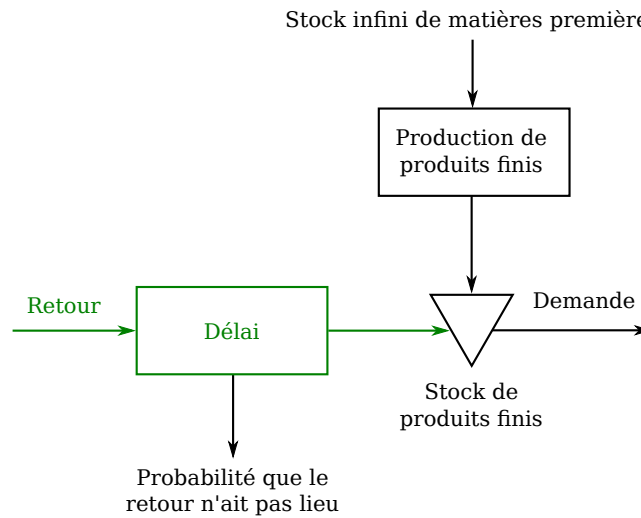 Stock infini de matières première
Production de
produits finis
Retour
Délai
Demande
Stock de
produits finis
Probabilité que le
retour n'ait pas lieu